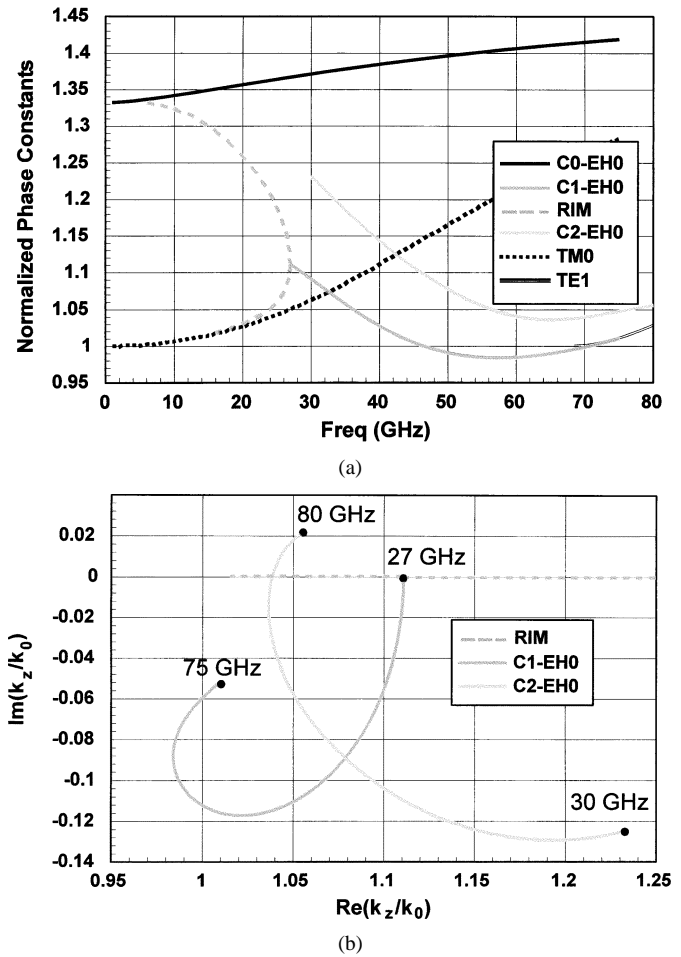 1.45
1.4
1.35
1.3
1.25
1.2
1.15
1.1
1.05
1
0.95
Normalized Phase Constants
C0-EH0
C1-EH0
RIM
C2-EH0
TM0
TE1
0 10 20 30 40 50 60 70 80
Freq (GHz)
(a)
0.02
0
-0.02
-0.04
-0.06
-0.08
-0.1
-0.12
-0.14
Im(k_z/k_0)
80 GHz
27 GHz
75 GHz
30 GHz
RIM
C1-EH0
C2-EH0
0.95 1 1.05 1.1 1.15 1.2 1.25
Re(k_z/k_0)
(b)